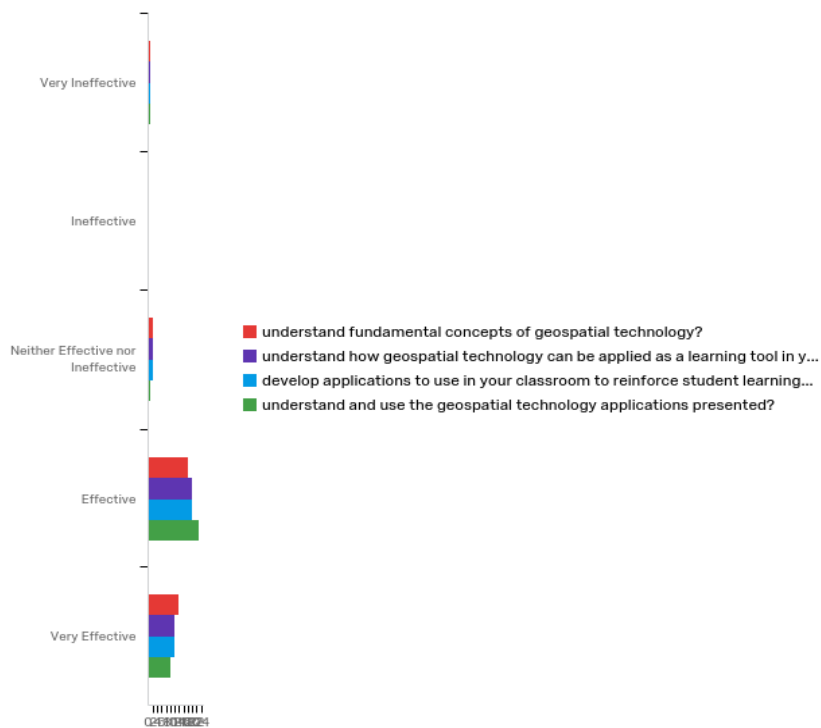 Very Ineffective
Ineffective
Neither Effective nor
Ineffective
Effective
Very Effective
understand fundamental concepts of geospatial technology?
understand how geospatial technology can be applied as a learning tool in y...
develop applications to use in your classroom to reinforce student learning...
understand and use the geospatial technology applications presented?